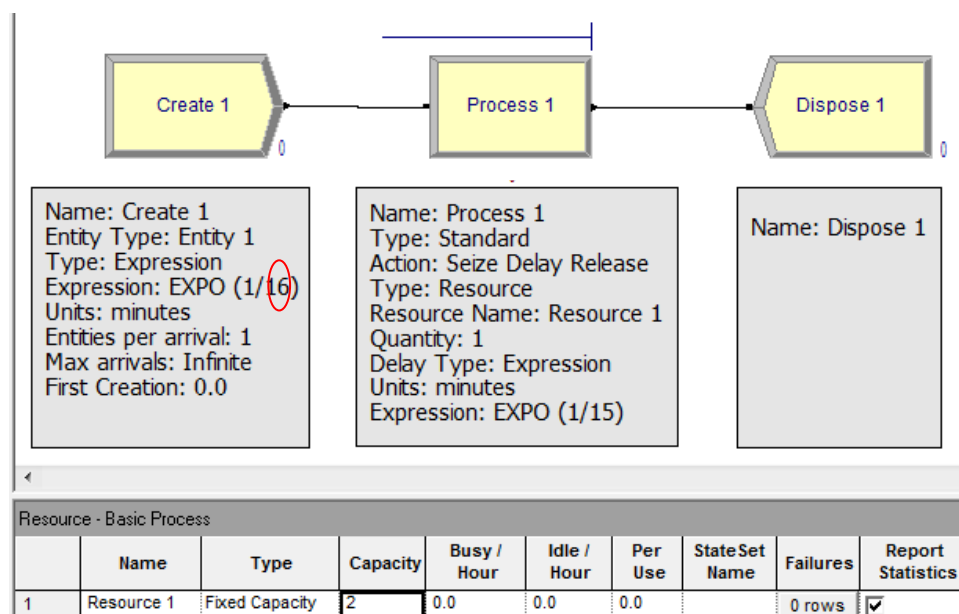 Create 1
Process 1
Dispose 1
0
0
Name: Create 1
Entity Type: Entity 1
Type: Expression
Expression: EXPO (1/16)
Units: minutes
Entities per arrival: 1
Max arrivals: Infinite
First Creation: 0.0
Name: Process 1
Type: Standard
Action: Seize Delay Release
Type: Resource
Resource Name: Resource 1
Quantity: 1
Delay Type: Expression
Units: minutes
Expression: EXPO (1/15)
Name: Dispose 1
Resource - Basic Process
Name Type Capacity Busy / Hour Idle / Hour Per Use StateSet Name Failures Report Statistics
1 Resource 1 Fixed Capacity 2 0.0 0.0 0.0 0 rows